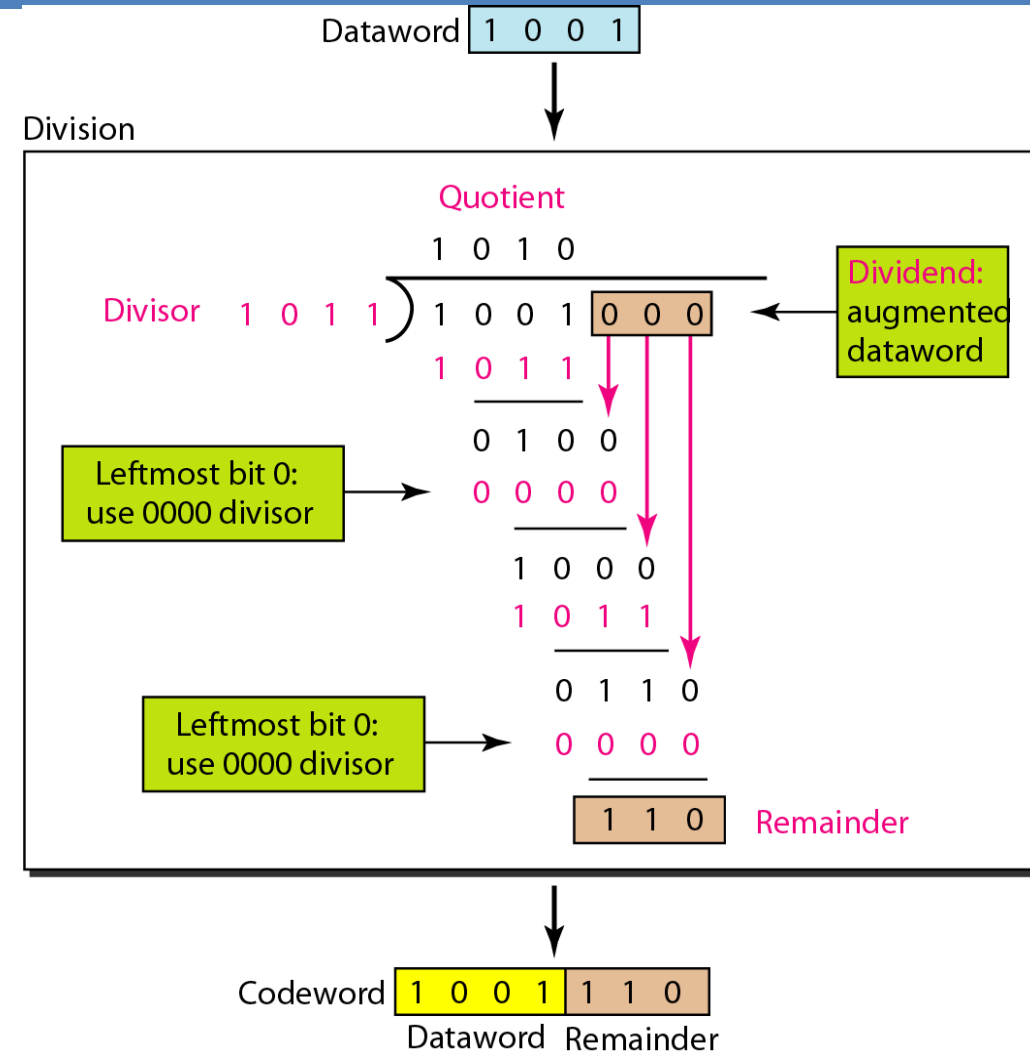 Dataword 1 0 0 1
Division
Quotient
1 0 1 0
Divisor 1 0 1 1 1 0 0 1 0 0 0
Dividend:
augmented
dataword
1 0 1 1
0 1 0 0
Leftmost bit 0:
use 0000 divisor
0 0 0 0
1 0 0 0
1 0 1 1
0 1 1 0
Leftmost bit 0:
use 0000 divisor
0 0 0 0
1 1 0 Remainder
Codeword 1 0 0 1 1 1 0
Dataword Remainder